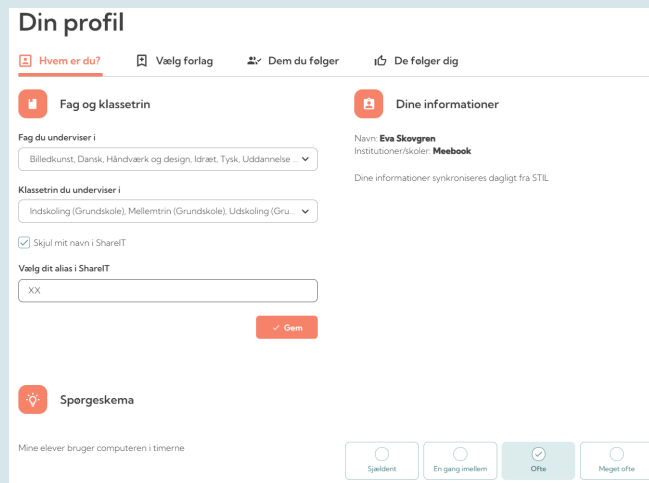 Din profil
Hvem er du?
Vælg forlag
Dem du følger
De følger dig
Fag og klassetrin
Dine informationer
Fag du underviser i
Billedkunst, Dansk, Håndværk og design, Idræt, Tysk, Uddannelse ...
Navn: Eva Skovgren
Institutioner/skoler: Meebook
Dine informationer synkroniseres dagligt fra STIL
Klassetrin du underviser i
Indskoling (Grundskole), Mellemtrin (Grundskole), Udskoling (Gru...
Skjul mit navn i ShareIT
Vælg dit alias i ShareIT
XX
Gem
Spørgeskema
Mine elever bruger computeren i timerne
Sjældent
En gang imellem
Ofte
Meget ofte